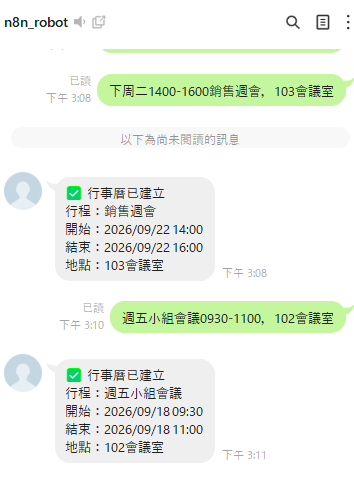 n8n_robot
已讀
下午 3:08
下周二1400-1600銷售週會，103會議室
以下為尚未閱讀的訊息
✅ 行事曆已建立
行程：銷售週會
開始：2026/09/22 14:00
結束：2026/09/22 16:00
地點：103會議室
下午 3:08
已讀
下午 3:10
週五小組會議0930-1100，102會議室
✅ 行事曆已建立
行程：週五小組會議
開始：2026/09/18 09:30
結束：2026/09/18 11:00
地點：102會議室
下午 3:11